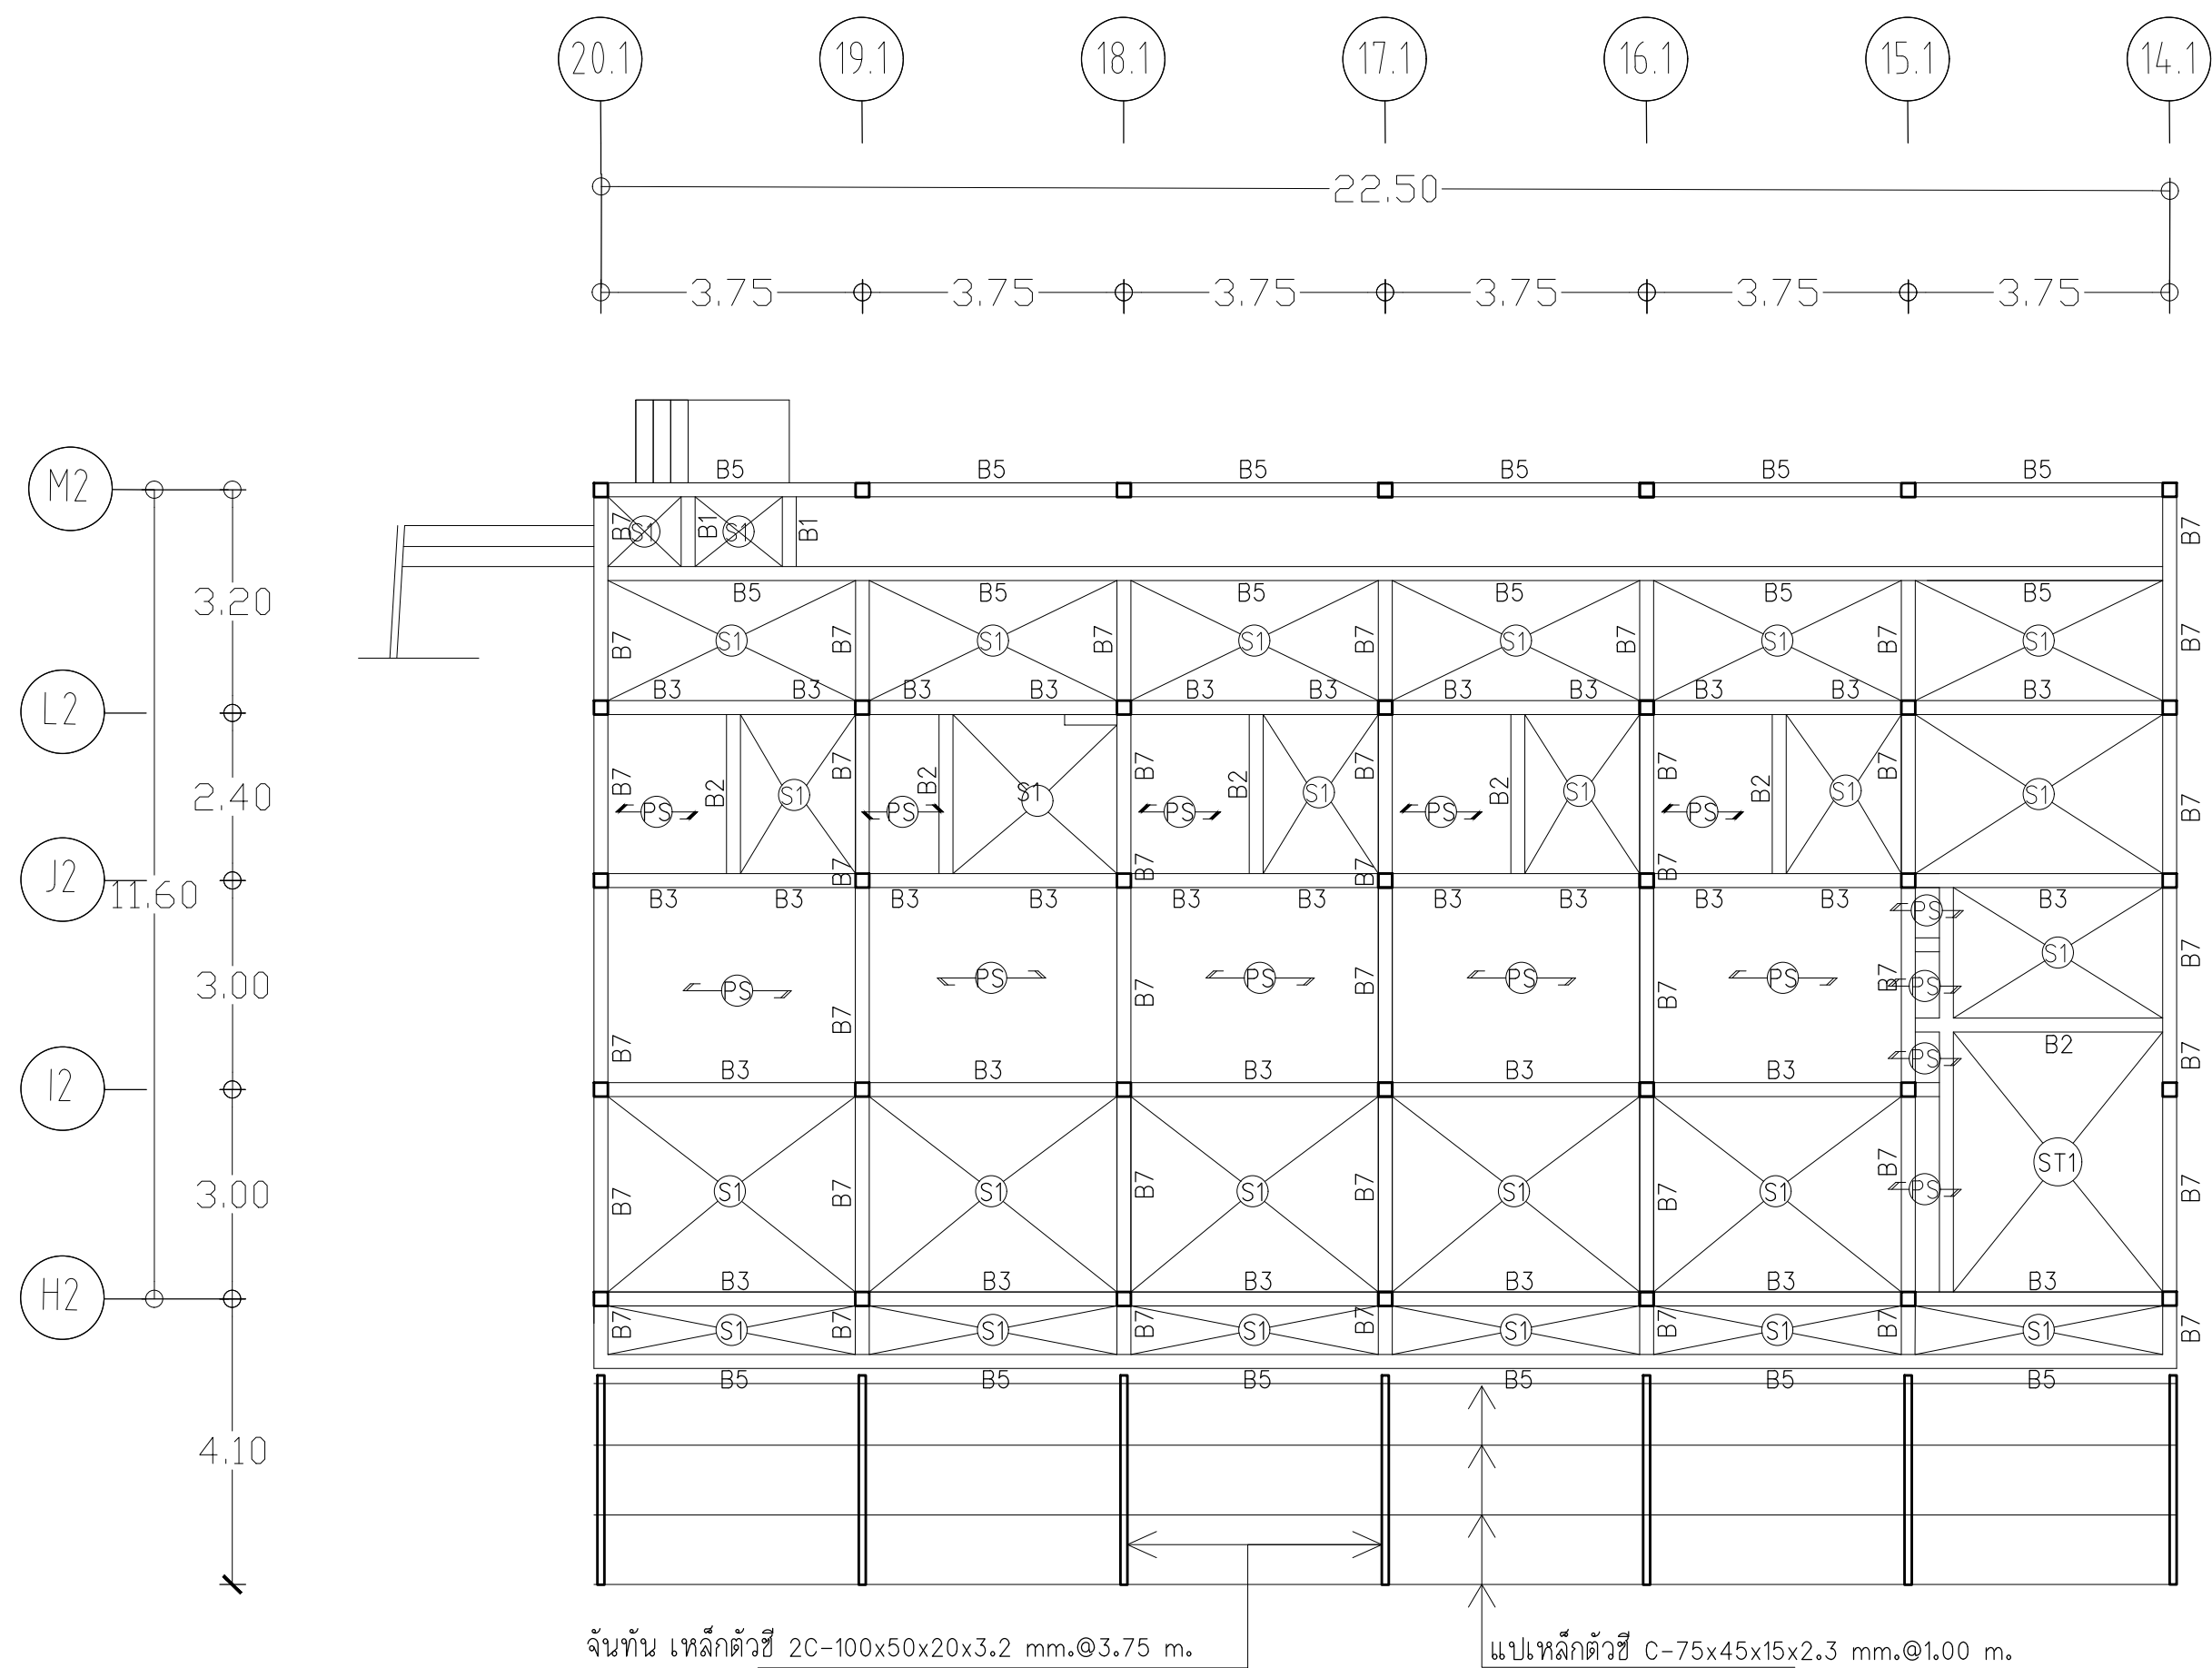 20.1 19.1 18.1 17.1 16.1 15.1 14.1
22.50
3.75 3.75 3.75 3.75 3.75 3.75
B5 B5 B5 B5 B5 B5
M2
B7 S1 B1 S1 B1 B7
B5 B5 B5 B5 B5 B5
3.20
B7 S1 B7 S1 B7 S1 B7 S1 B7 S1 B7 S1 B7
B3 B3 B3 B3 B3 B3 B3 B3 B3 B3 B3
L2
B7 B7 B7 B7 B7 B7 B7
2.40
PS B2 S1 PS B2 S1 PS B2 S1 PS B2 S1 PS B2 S1 S1
J2
B7 B7 B7 B7
11.60
B3 B3 B3 B3 B3 B3 B3 B3 B3 B3 B3
PS
S1 B7
3.00
PS PS PS PS PS B7 B7 B7 B7 PS
B7 B7 B2 B7
PS
B3 B3 B3 B3 B3
I2
B7 ST1
3.00
B7 S1 B7 S1 S1 B7 B7 S1 B7 S1 PS B7
B3 B3 B3 B3 B3 B3
H2
B7 S1 B7 S1 B7 S1 B7 S1 B7 S1 B7 S1 B7
B5 B5 B5 B5 B5 B5
4.10
จันทัน เหล็กตัวซี 2C-100x50x20x3.2 mm.@3.75 m.
แปเหล็กตัวซี C-75x45x15x2.3 mm.@1.00 m.